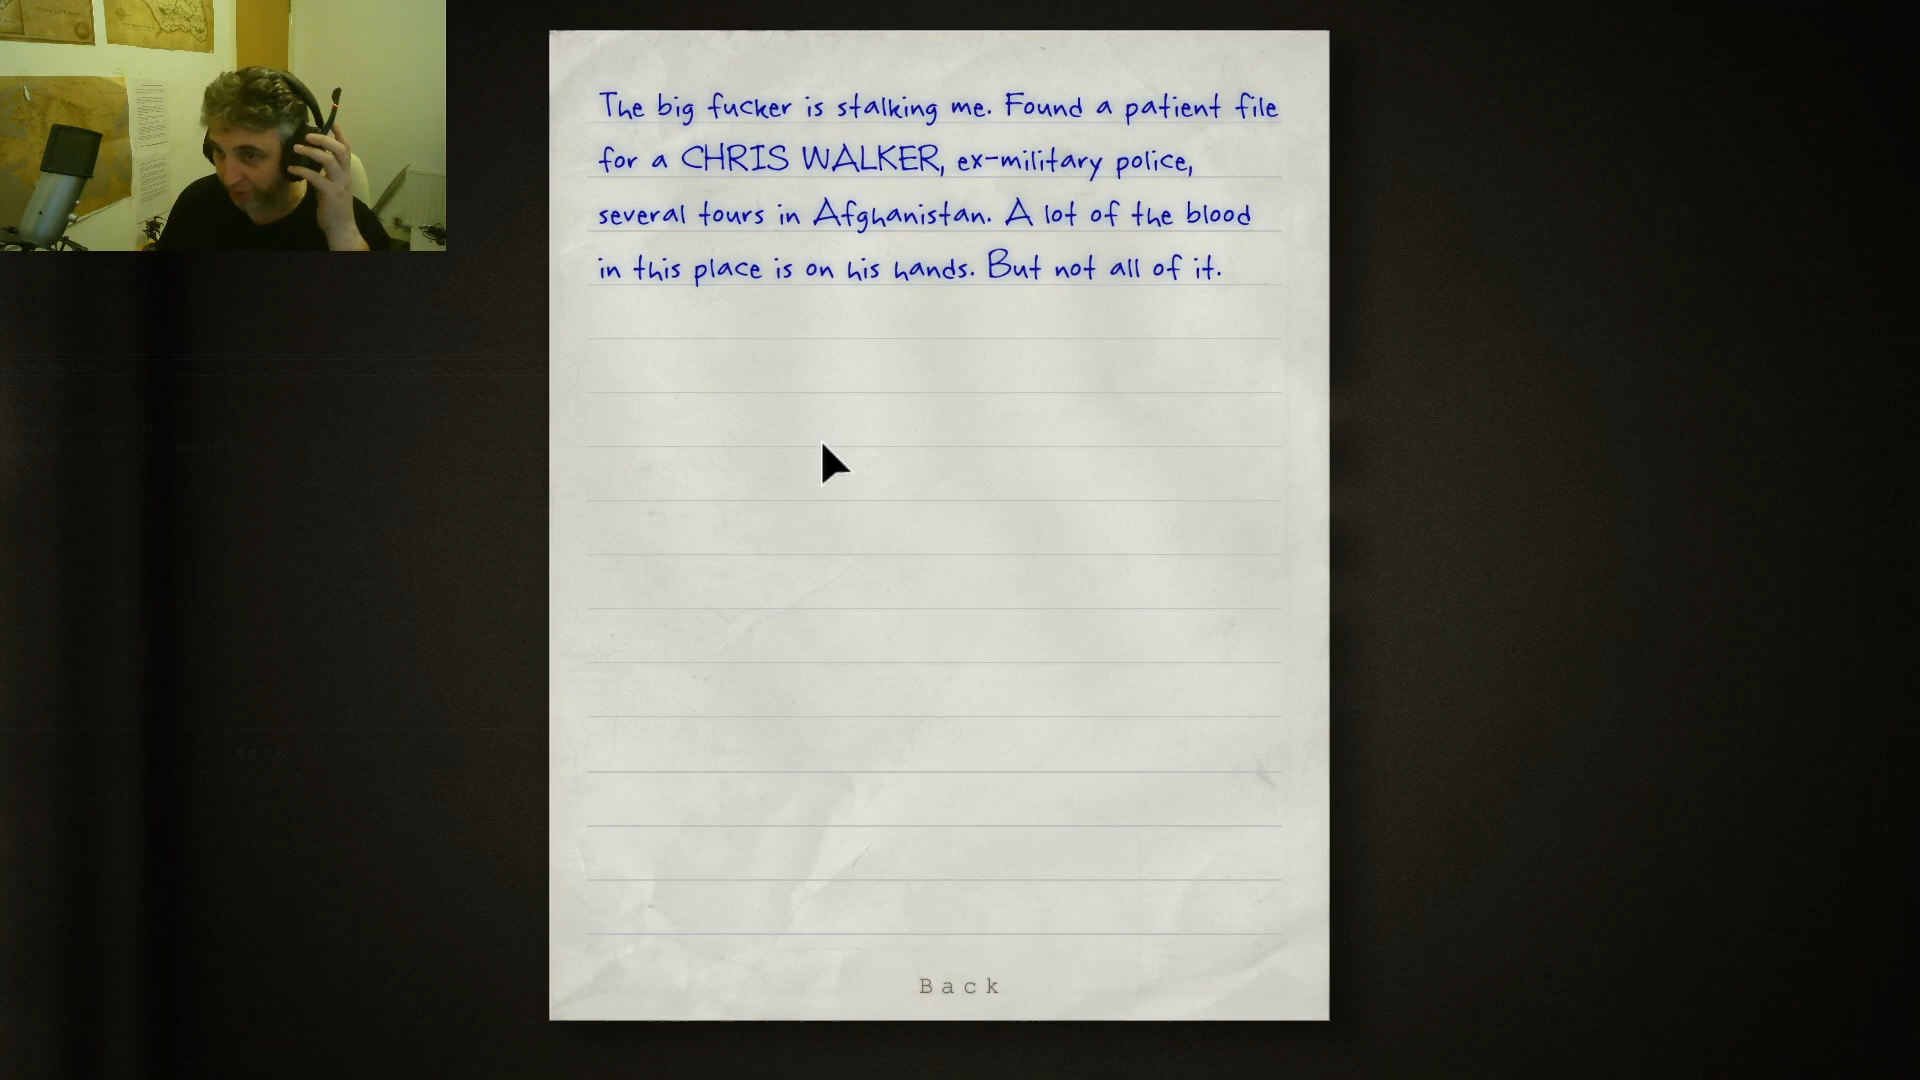 The big fucker is stalking me. Found a patient file
for a CHRIS WALKER, ex-military police,
several tours in Afghanistan. A lot of the blood
in this place is on his hands. But not all of it.
Back
Back